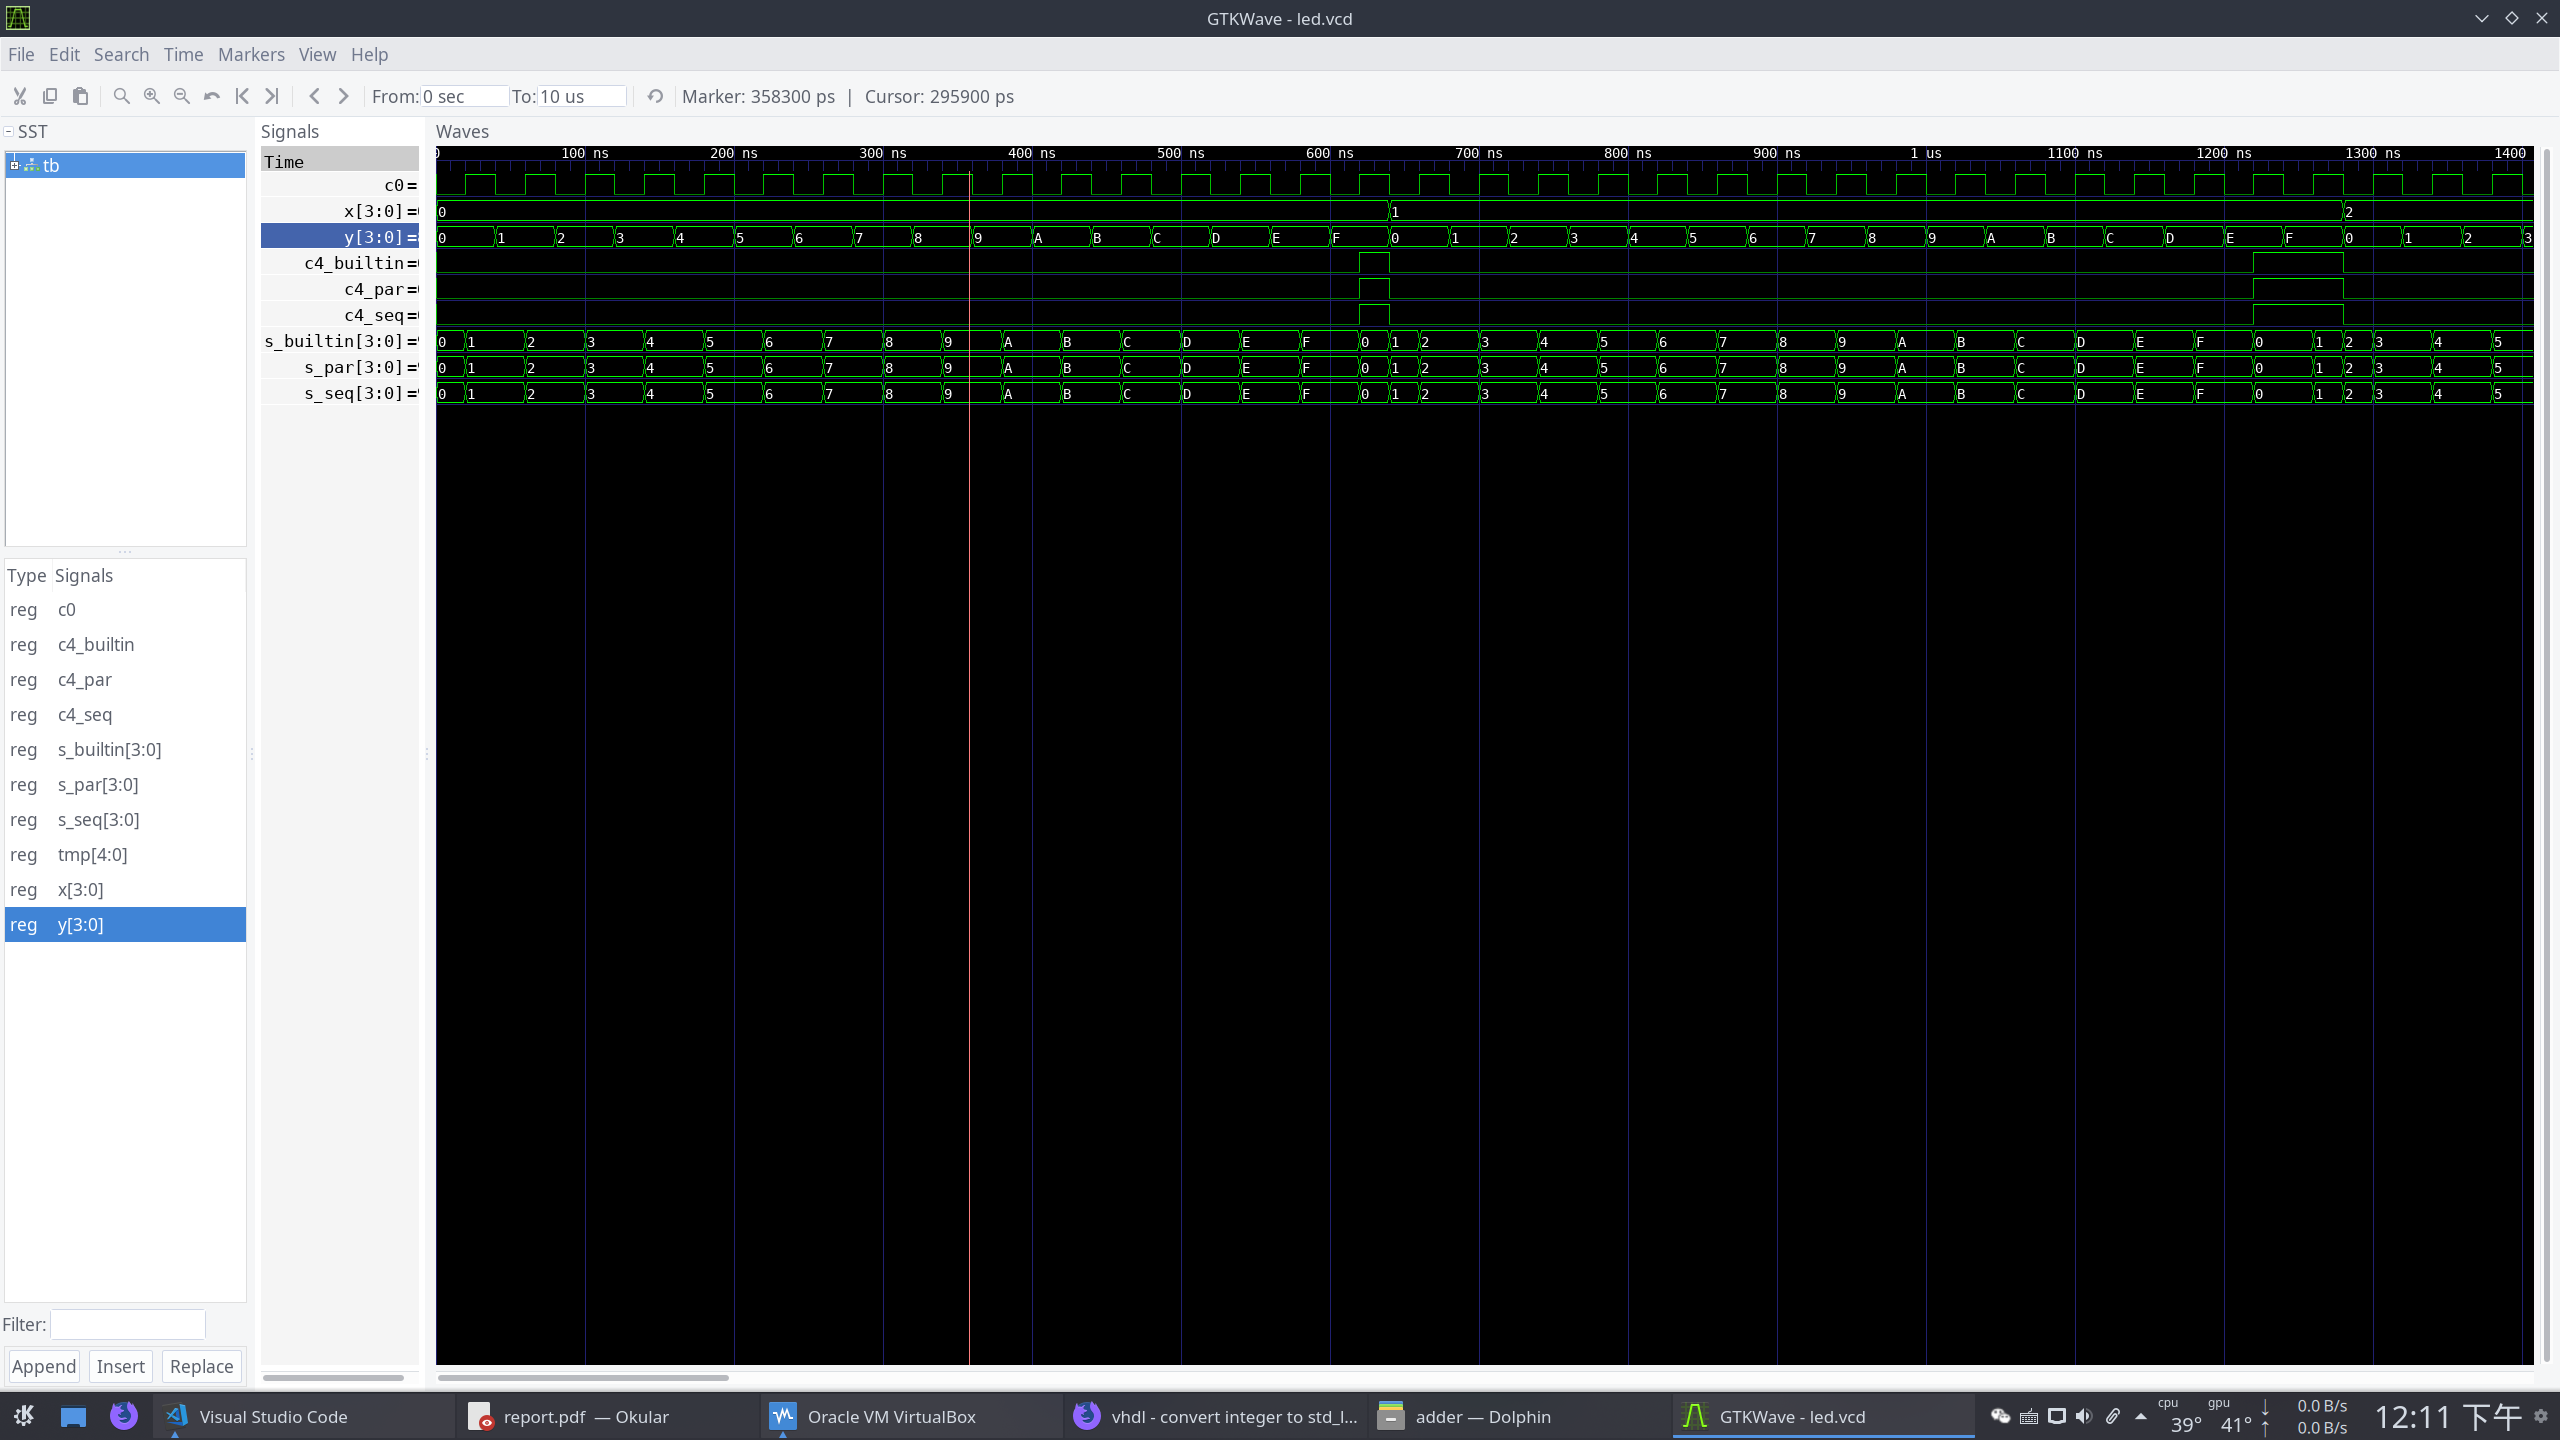 GTKWave - led.vcd
File Edit Search Time Markers View Help
From: 0 sec To: 10 us Marker: 358300 ps | Cursor: 295900 ps
SST
tb
Type Signals
reg c0
reg c4_builtin
reg c4_par
reg c4_seq
reg s_builtin[3:0]
reg s_par[3:0]
reg s_seq[3:0]
reg tmp[4:0]
reg x[3:0]
reg y[3:0]
Filter:
Append Insert Replace
Signals
Time
c0=
x[3:0]=
y[3:0]=
c4_builtin=
c4_par=
c4_seq=
s_builtin[3:0]=
s_par[3:0]=
s_seq[3:0]=
Waves
0 100 ns 200 ns 300 ns 400 ns 500 ns 600 ns 700 ns 800 ns 900 ns 1 us 1100 ns 1200 ns 1300 ns 1400
0 1 2
0 1 2 3 4 5 6 7 8 9 A B C D E F 0 1 2 3 4 5 6 7 8 9 A B C D E F 0 1 2 3
0 1 2 3 4 5 6 7 8 9 A B C D E F 0 1 2 3 4 5 6 7 8 9 A B C D E F 0 1 2 3 4 5
0 1 2 3 4 5 6 7 8 9 A B C D E F 0 1 2 3 4 5 6 7 8 9 A B C D E F 0 1 2 3 4 5
0 1 2 3 4 5 6 7 8 9 A B C D E F 0 1 2 3 4 5 6 7 8 9 A B C D E F 0 1 2 3 4 5
Visual Studio Code
report.pdf — Okular
Oracle VM VirtualBox
vhdl - convert integer to std_l...
adder — Dolphin
GTKWave - led.vcd
cpu 39° gpu 41°
0.0 B/s
0.0 B/s
12:11 下午